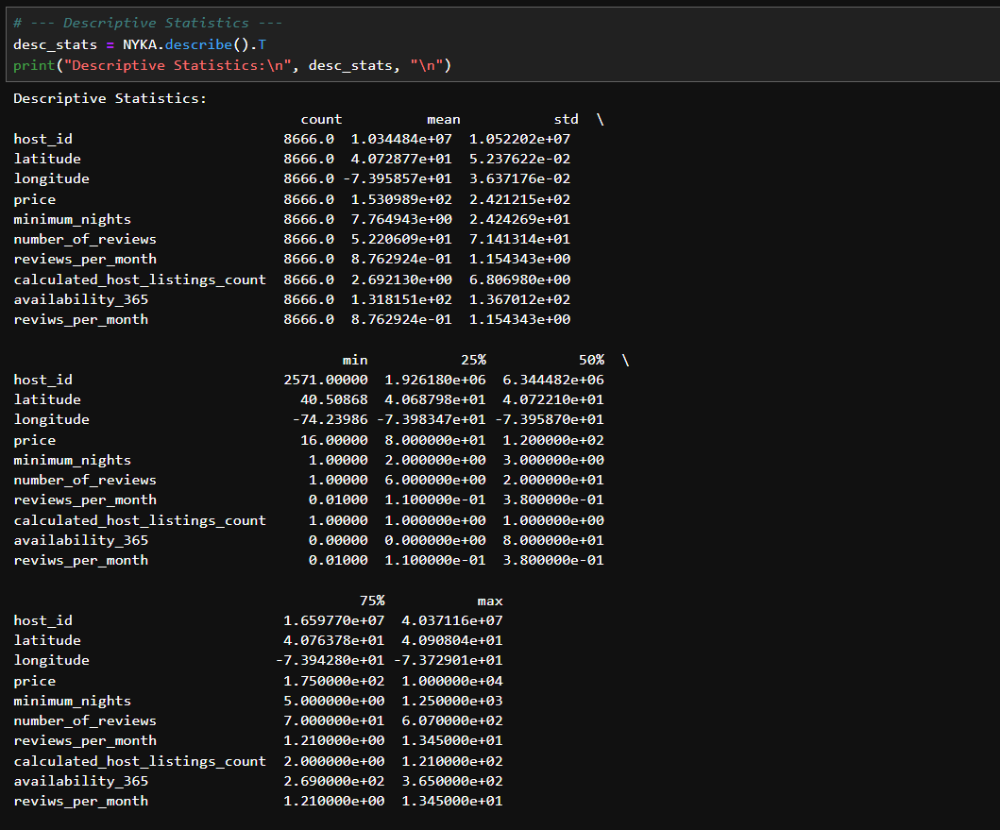 # --- Descriptive Statistics ---
desc_stats = NYKA.describe().T
print("Descriptive Statistics:\n", desc_stats, "\n")
Descriptive Statistics:
                              count          mean           std  \
host_id                      8666.0  1.034484e+07  1.052202e+07
latitude                     8666.0  4.072877e+01  5.237622e-02
longitude                    8666.0 -7.395857e+01  3.637176e-02
price                        8666.0  1.530989e+02  2.421215e+02
minimum_nights               8666.0  7.764943e+00  2.424269e+01
number_of_reviews            8666.0  5.220609e+01  7.141314e+01
reviews_per_month            8666.0  8.762924e-01  1.154343e+00
calculated_host_listings_count  8666.0  2.692130e+00  6.806980e+00
availability_365             8666.0  1.318151e+02  1.367012e+02
reviws_per_month             8666.0  8.762924e-01  1.154343e+00
                              min           25%           50%  \
host_id                      2571.00000  1.926180e+06  6.344482e+06
latitude                     40.50868  4.068798e+01  4.072210e+01
longitude                    -74.23986 -7.398347e+01 -7.395870e+01
price                        16.00000  8.000000e+01  1.200000e+02
minimum_nights               1.00000  2.000000e+00  3.000000e+00
number_of_reviews            1.00000  6.000000e+00  2.000000e+01
reviews_per_month            0.01000  1.100000e-01  3.800000e-01
calculated_host_listings_count  1.00000  1.000000e+00  1.000000e+00
availability_365             0.00000  0.000000e+00  8.000000e+01
reviws_per_month             0.01000  1.100000e-01  3.800000e-01
                              75%           max
host_id                      1.659770e+07  4.037116e+07
latitude                     4.076378e+01  4.090804e+01
longitude                    -7.394280e+01 -7.372901e+01
price                        1.750000e+02  1.000000e+04
minimum_nights               5.000000e+00  1.250000e+03
number_of_reviews            7.000000e+01  6.070000e+02
reviews_per_month            1.210000e+00  1.345000e+01
calculated_host_listings_count  2.000000e+00  1.210000e+02
availability_365             2.690000e+02  3.650000e+02
reviws_per_month             1.210000e+00  1.345000e+01